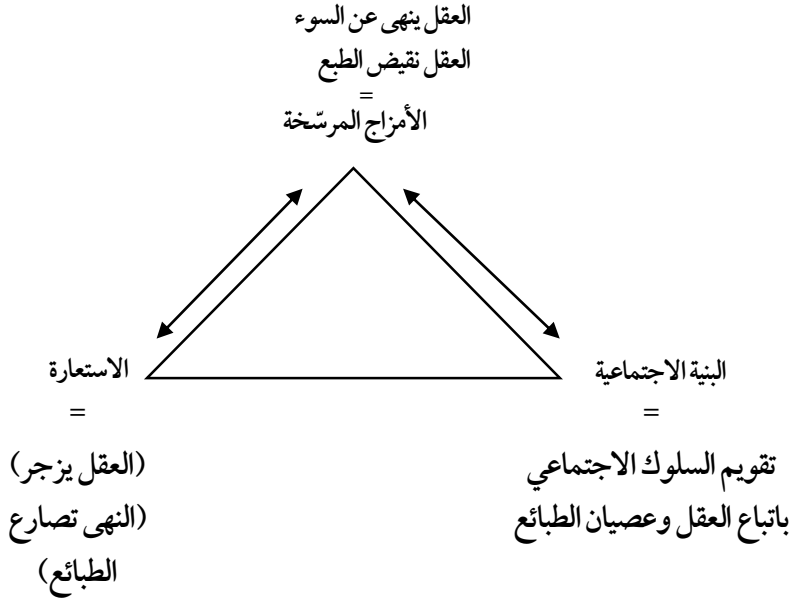 العقل ينهى عن السوء
العقل نقيض الطبع
=
الأمزاج المرسّخة
البنية الاجتماعية
=
تقويم السلوك الاجتماعي
باتباع العقل وعصيان الطبائع
الاستعارة
=
(العقل يزجر)
(النهى تصارع
الطبائع)